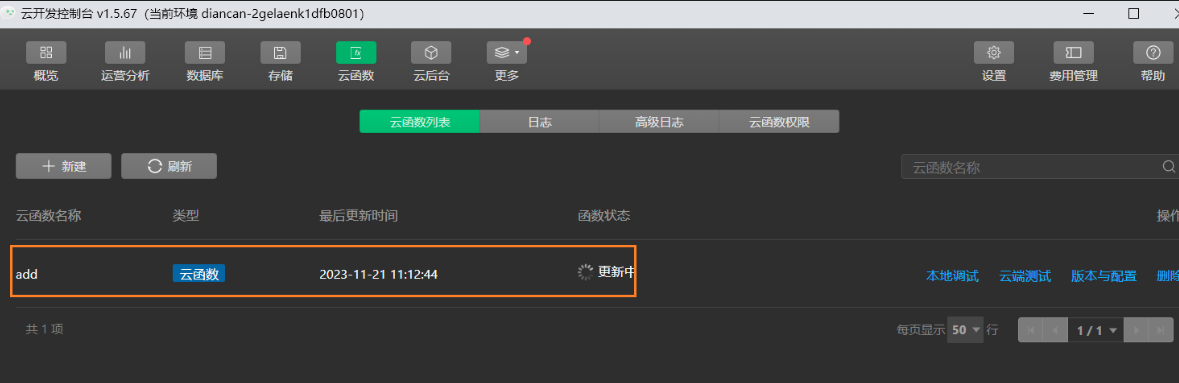 云开发控制台 v1.5.67（当前环境 diancan-2gelaenk1dfb0801）
概览 运营分析 数据库 存储 云函数 云后台 更多 设置 费用管理 帮助
云函数列表 日志 高级日志 云函数权限
新建 刷新 云函数名称
云函数名称 类型 最后更新时间 函数状态 操作
add 云函数 2023-11-21 11:12:44 更新中 本地调试 云端测试 版本与配置 删除
共 1 项 每页显示 50 行 1 / 1